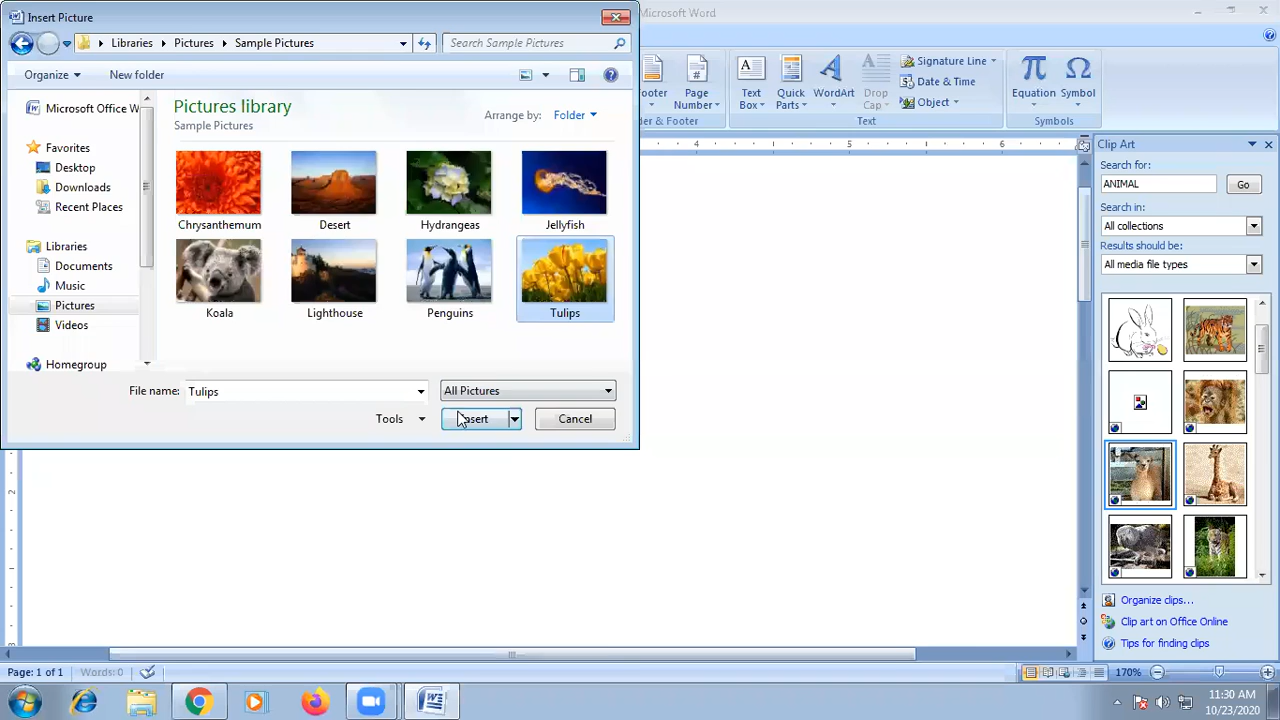 Insert Picture
Microsoft Word
Libraries
Pictures
Sample Pictures
Search Sample Pictures
Organize
New folder
Microsoft Office W
Favorites
Desktop
Downloads
Recent Places
Libraries
Documents
Music
Pictures
Videos
Homegroup
Pictures library
Sample Pictures
Arrange by: Folder
Chrysanthemum
Desert
Hydrangeas
Jellyfish
Koala
Lighthouse
Penguins
Tulips
File name: Tulips
All Pictures
Tools
Cancel
Page Number
Text Box
Quick Parts
WordArt
Drop Cap
Signature Line
Date & Time
Object
Text
Equation
Symbol
Symbols
4
5
6
2
Clip Art
Search for:
ANIMAL
Go
Search in:
All collections
Results should be:
All media file types
Organize clips...
Clip art on Office Online
Tips for finding clips
Page: 1 of 1
Words: 0
170%
11:30 AM
10/23/2020